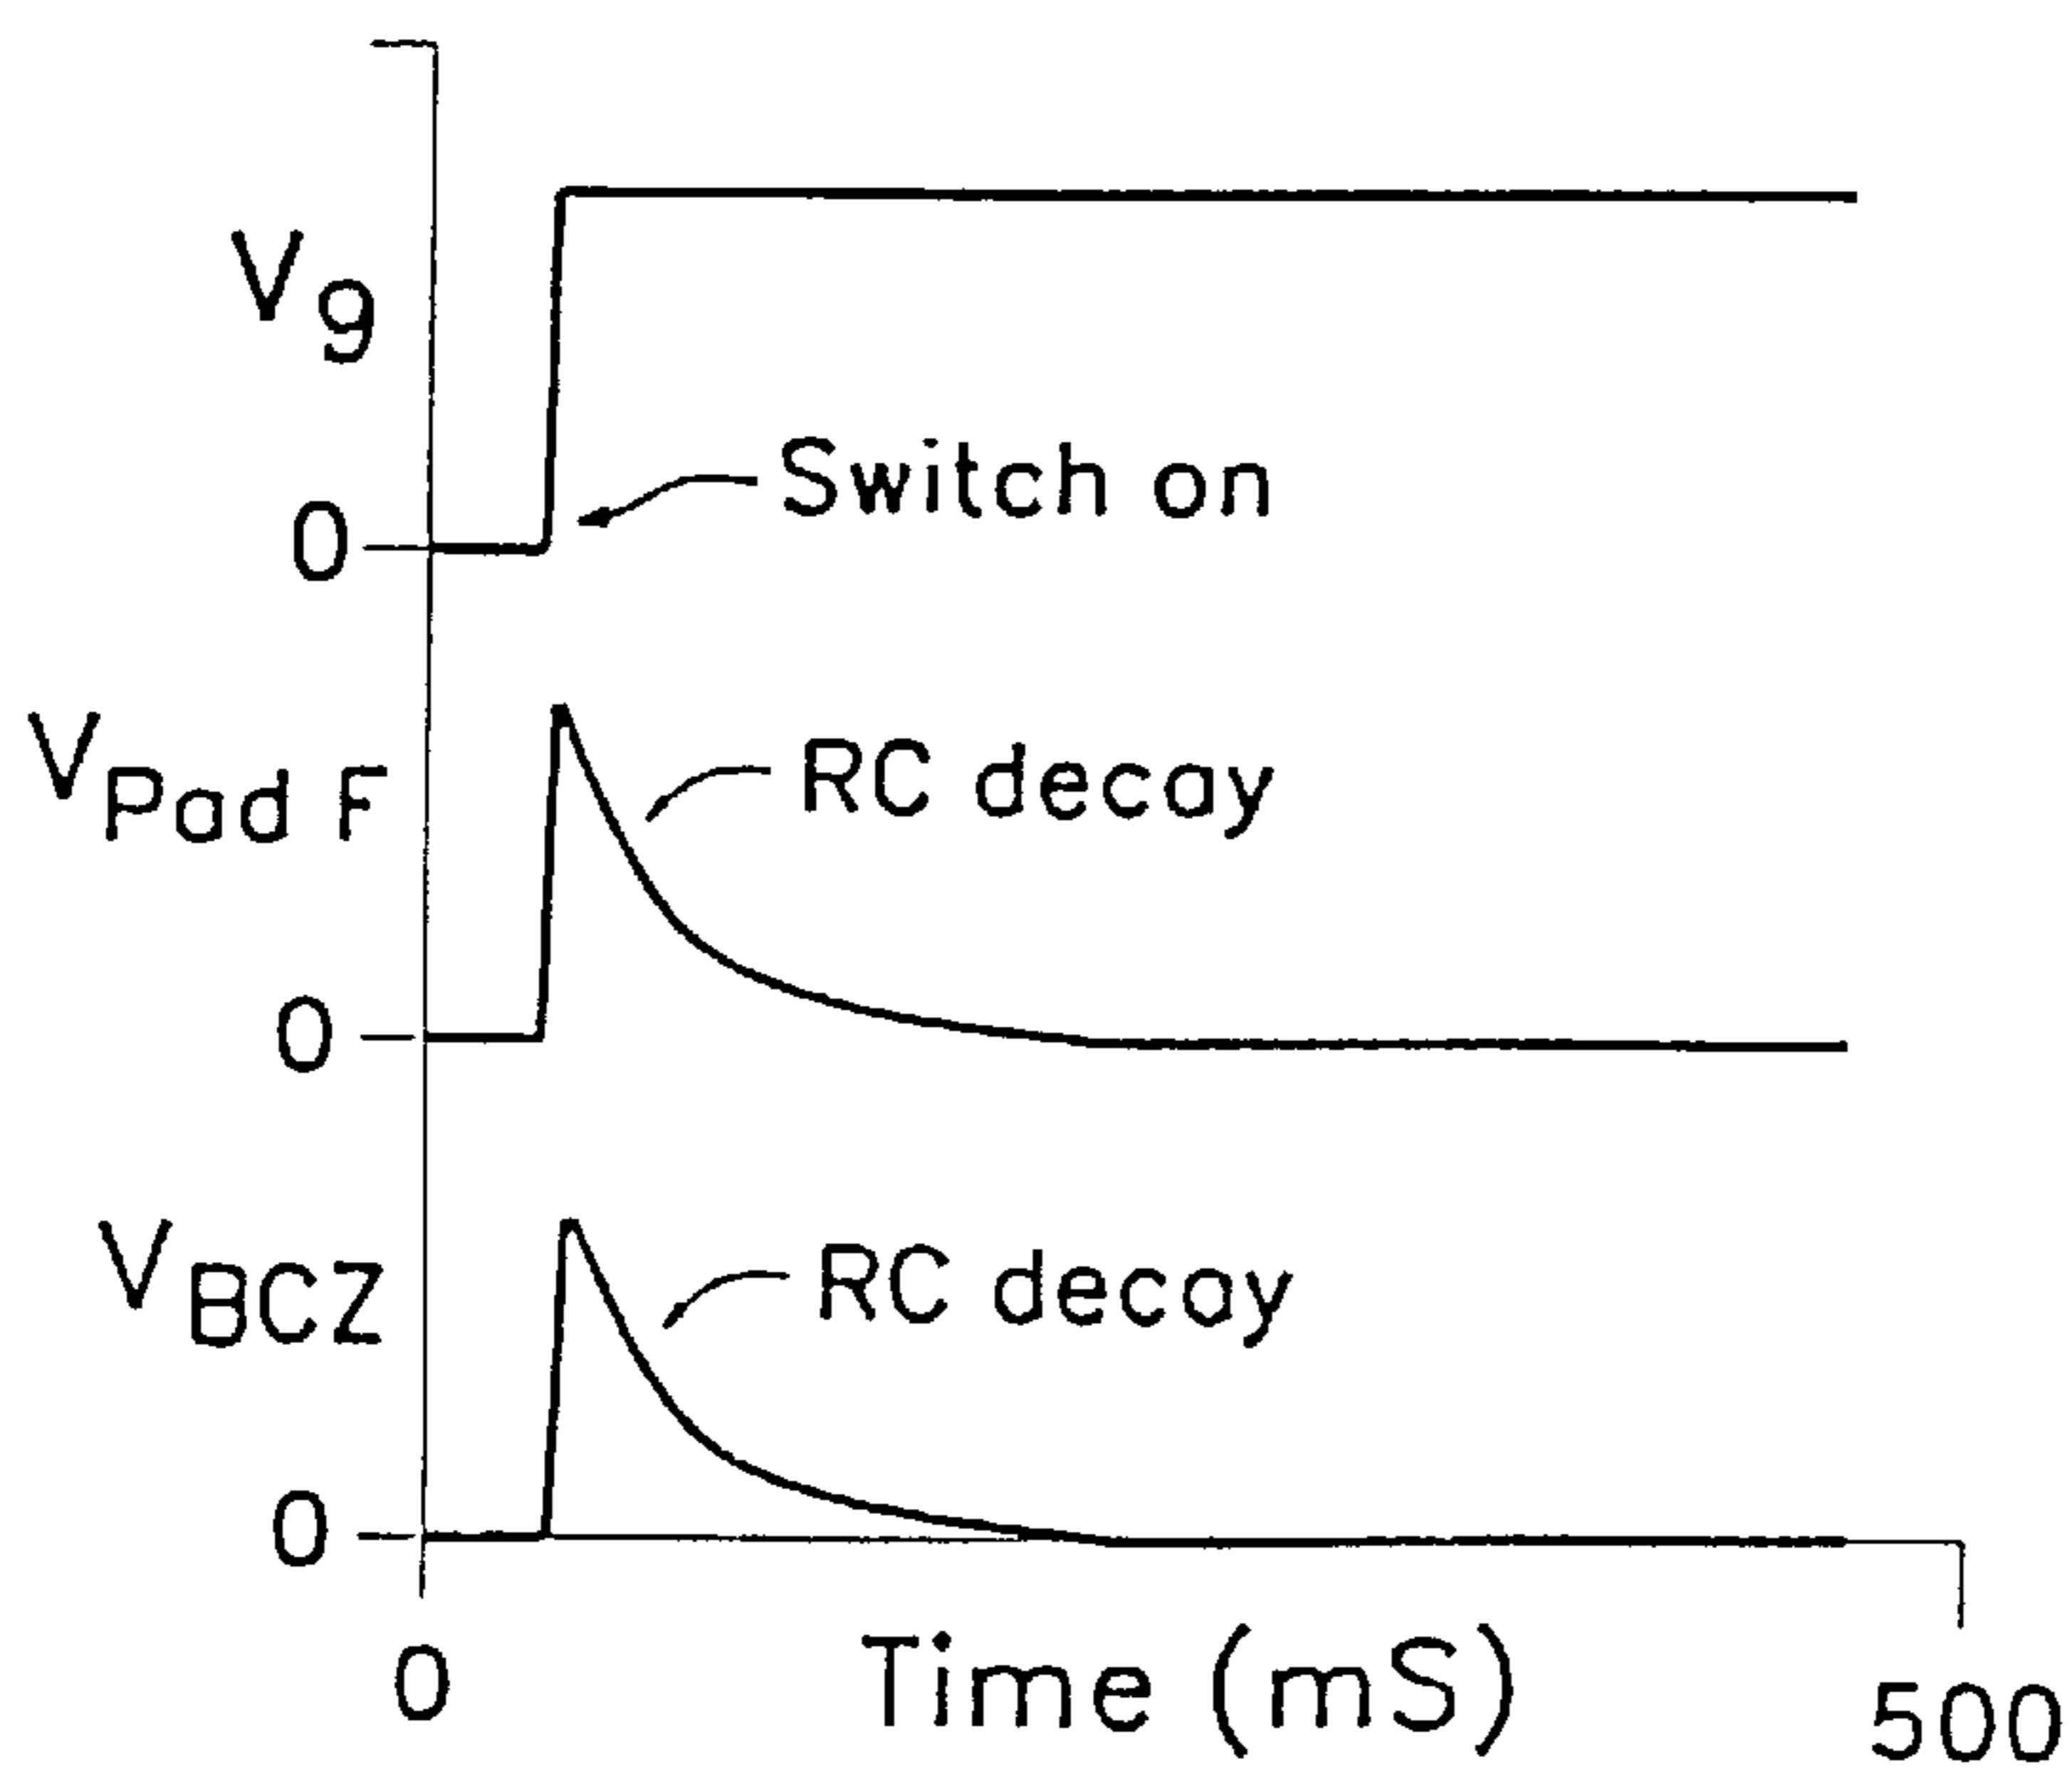 Vg
Switch on
0
VPad F
RC decay
0
VBCZ
RC decay
0
0
Time (mS)
500